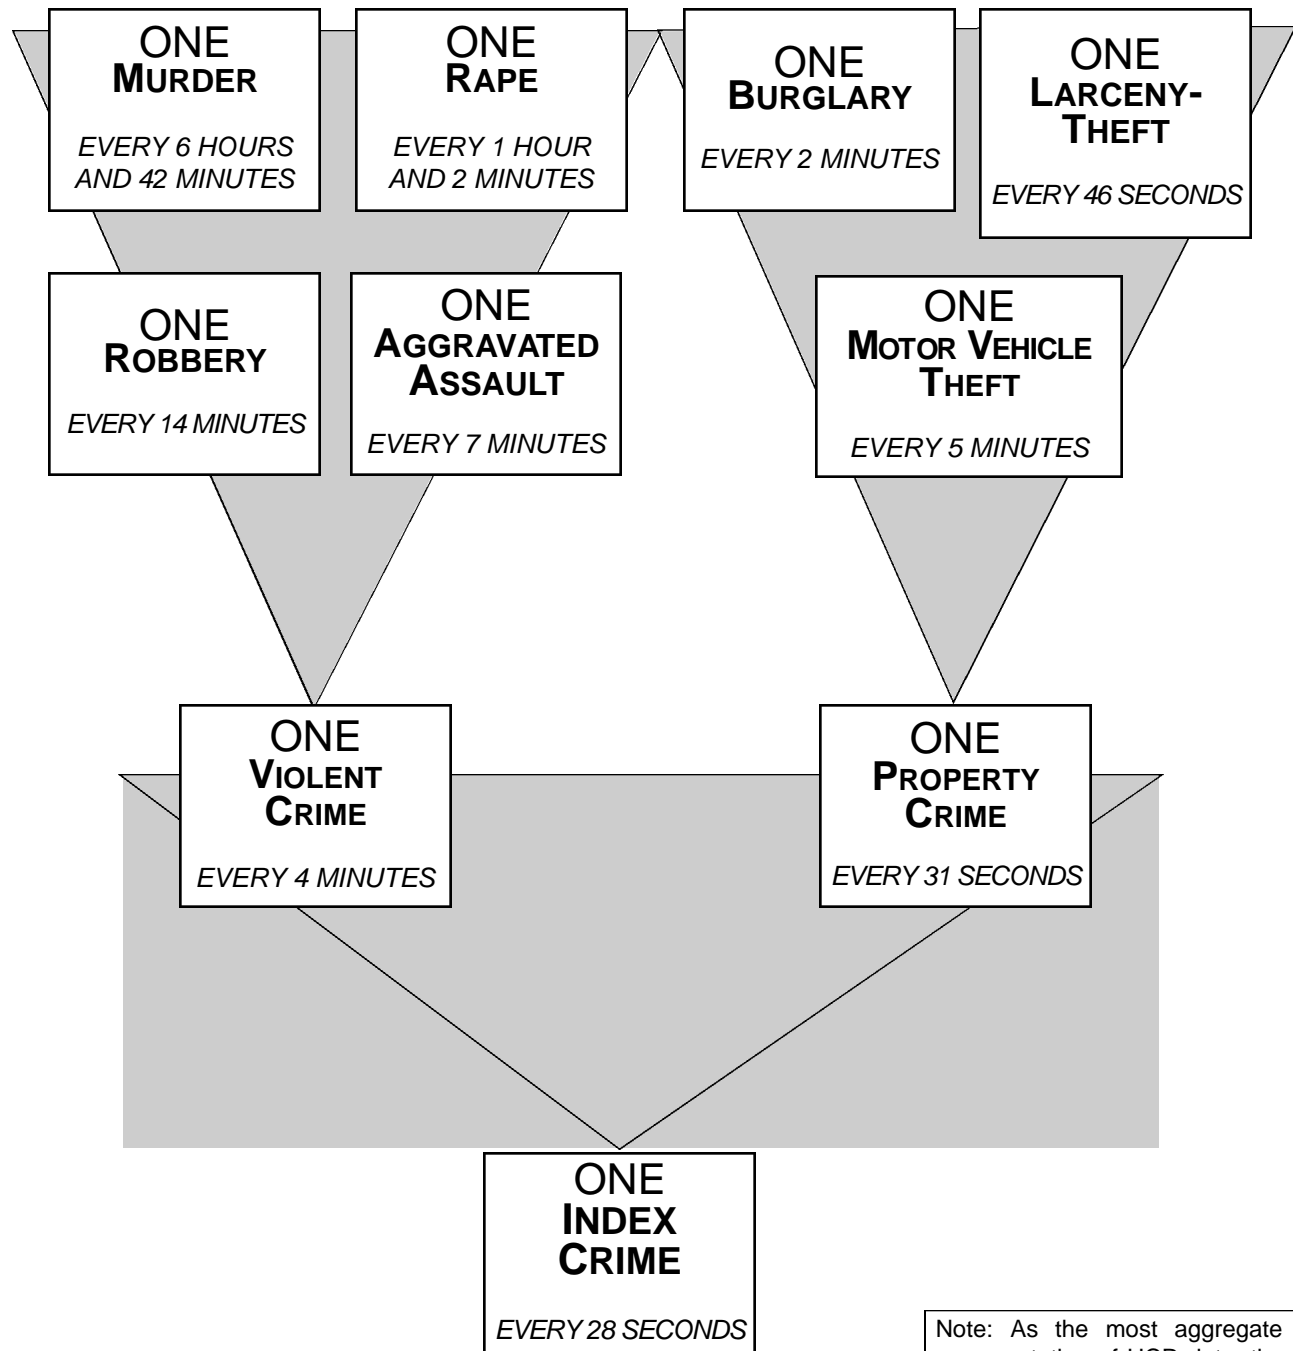 ONE
MURDER
EVERY 6 HOURS
AND 42 MINUTES
ONE
RAPE
EVERY 1 HOUR
AND 2 MINUTES
ONE
BURGLARY
EVERY 2 MINUTES
ONE
LARCENY-
THEFT
EVERY 46 SECONDS
ONE
ROBBERY
EVERY 14 MINUTES
ONE
AGGRAVATED
ASSAULT
EVERY 7 MINUTES
ONE
MOTOR VEHICLE
THEFT
EVERY 5 MINUTES
ONE
VIOLENT
CRIME
EVERY 4 MINUTES
ONE
PROPERTY
CRIME
EVERY 31 SECONDS
ONE
INDEX
CRIME
EVERY 28 SECONDS
Note: As the most aggregate